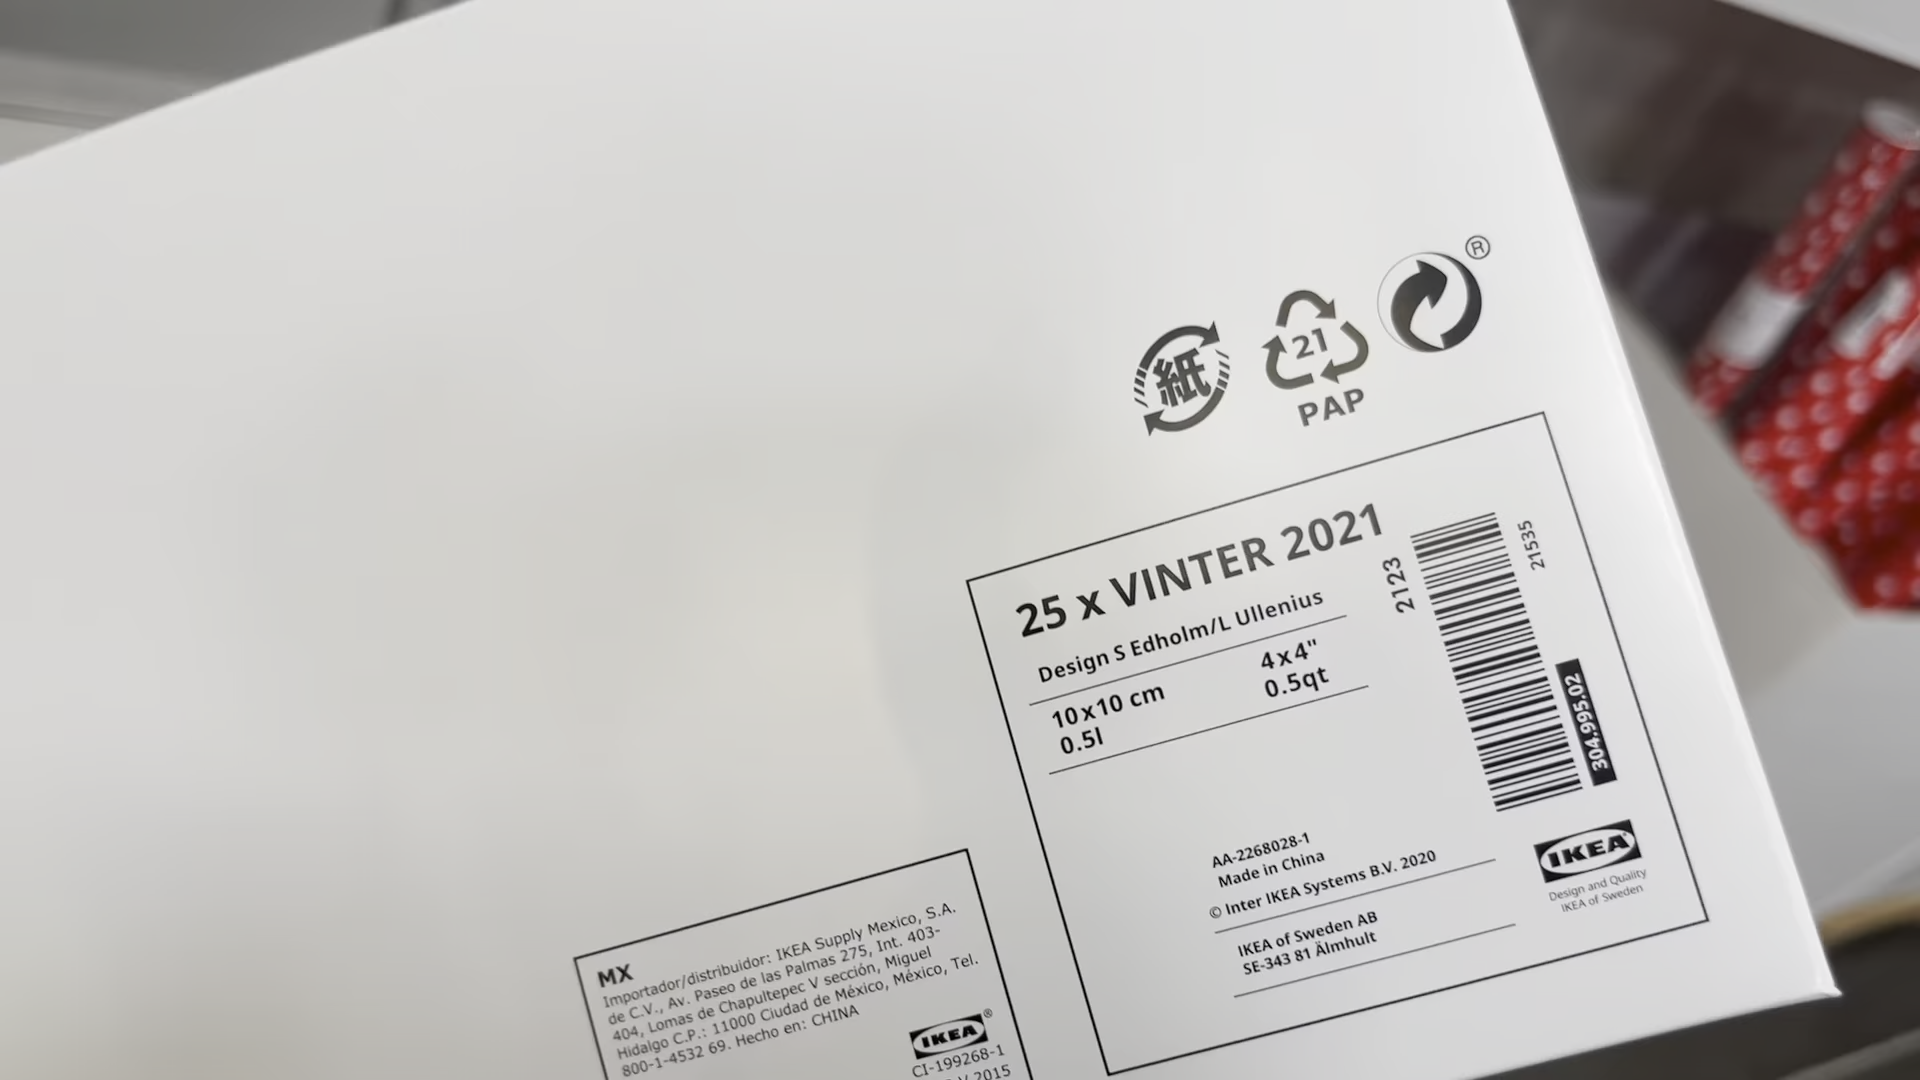 ®
紙
21
PAP
25 x VINTER 2021
Design S Edholm/L Ullenius
10x10 cm
0.5l
4x4"
0.5qt
2123
21535
304.995.02
AA-2268028-1
Made in China
© Inter IKEA Systems B.V. 2020
IKEA of Sweden AB
SE-343 81 Älmhult
IKEA
Design and Quality
IKEA of Sweden
MX
Importador/distribuidor: IKEA Supply Mexico, S.A.
de C.V., Av. Paseo de las Palmas 275, Int. 403-
404, Lomas de Chapultepec V sección, Miguel
Hidalgo C.P.: 11000 Ciudad de México, México, Tel.
800-1-4532 69. Hecho en: CHINA
IKEA®
CI-199268-1
V 2015